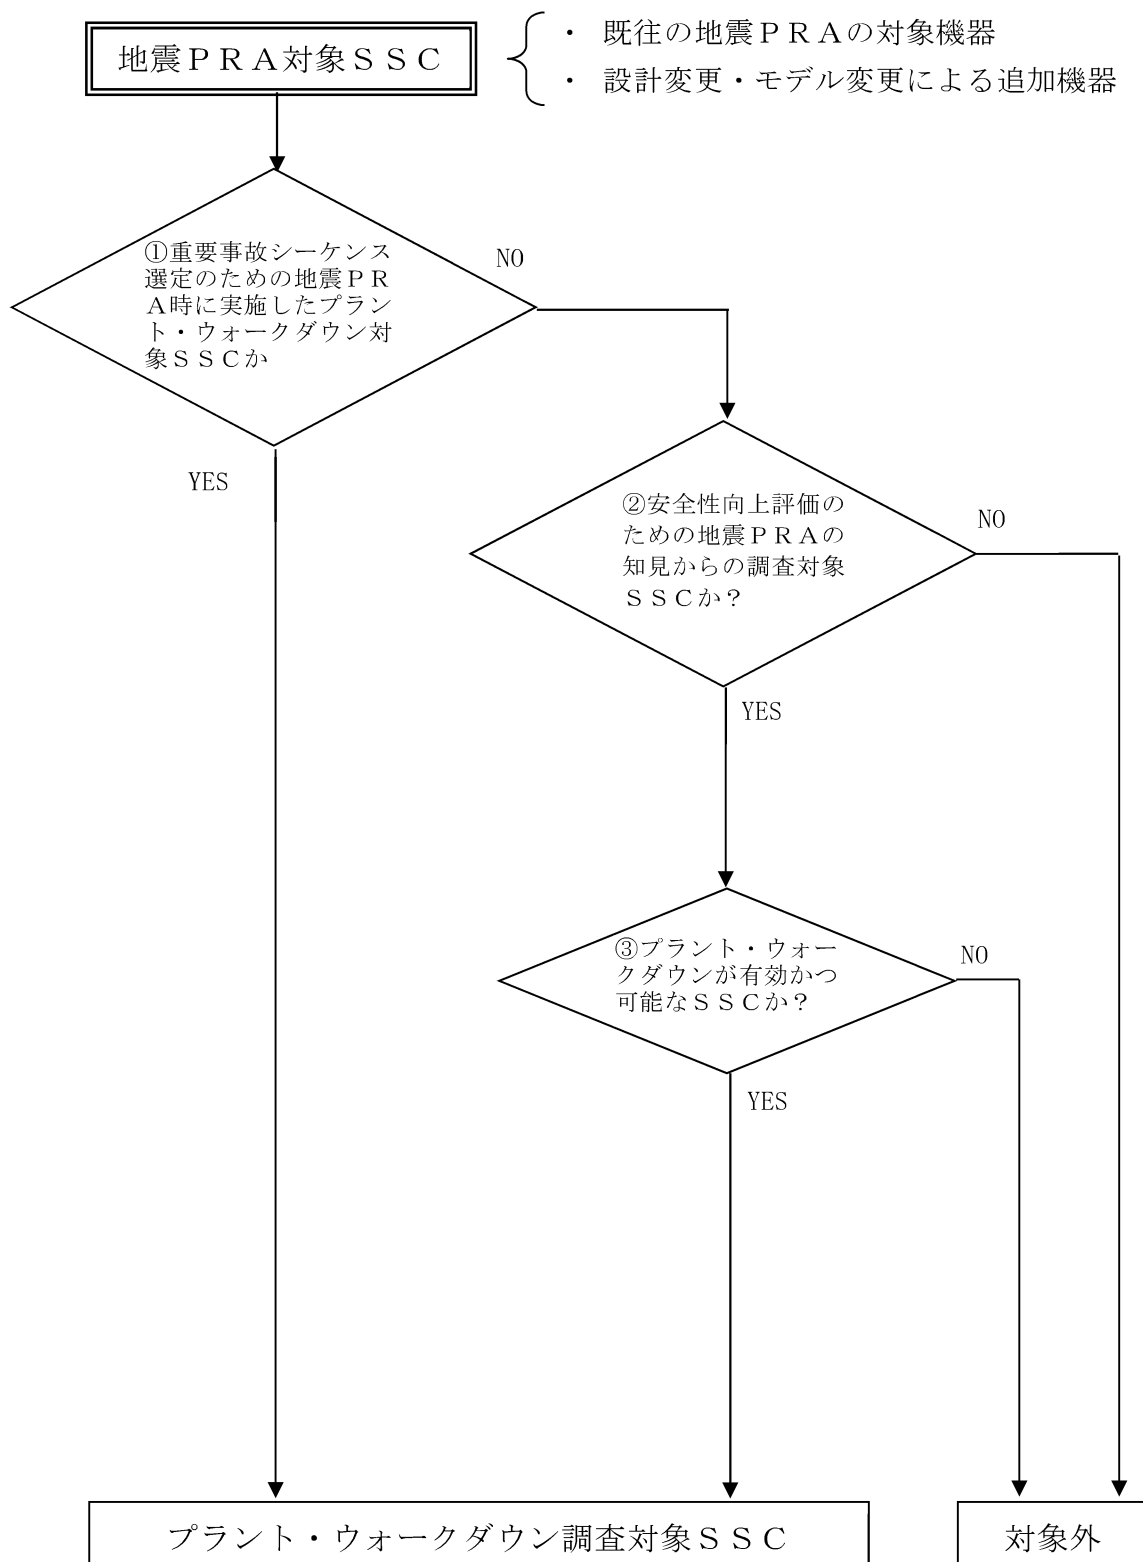 地震ＰＲＡ対象ＳＳＣ
・ 既往の地震ＰＲＡの対象機器
・ 設計変更・モデル変更による追加機器
①重要事故シーケンス
選定のための地震ＰＲ
Ａ時に実施したプラン
ト・ウォークダウン対
象ＳＳＣか
NO
YES
②安全性向上評価の
ための地震ＰＲＡの
知見からの調査対象
ＳＳＣか？
NO
YES
③プラント・ウォー
クダウンが有効かつ
可能なＳＳＣか？
NO
YES
プラント・ウォークダウン調査対象ＳＳＣ
対象外